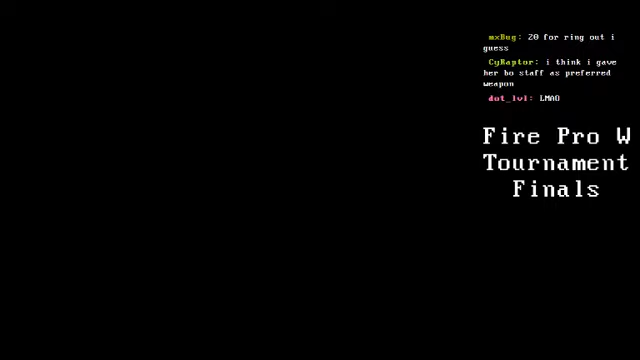 mxBug: 20 for ring out i
guess
CyRaptor: i think i gave
her bo staff as preferred
weapon
dot_lvl: LMAO
Fire Pro W
Tournament
Finals